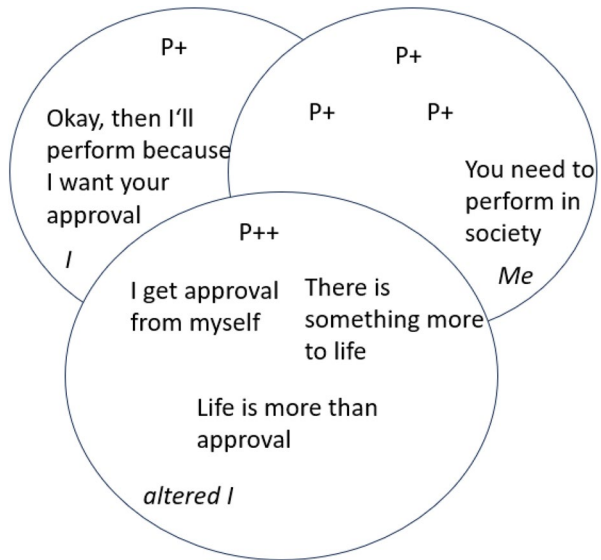 P+
Okay, then I‘ll
perform because
I want your
approval
I
P+
P+
P+
You need to
perform in
society
Me
P++
I get approval
from myself
There is
something more
to life
Life is more than
approval
altered I